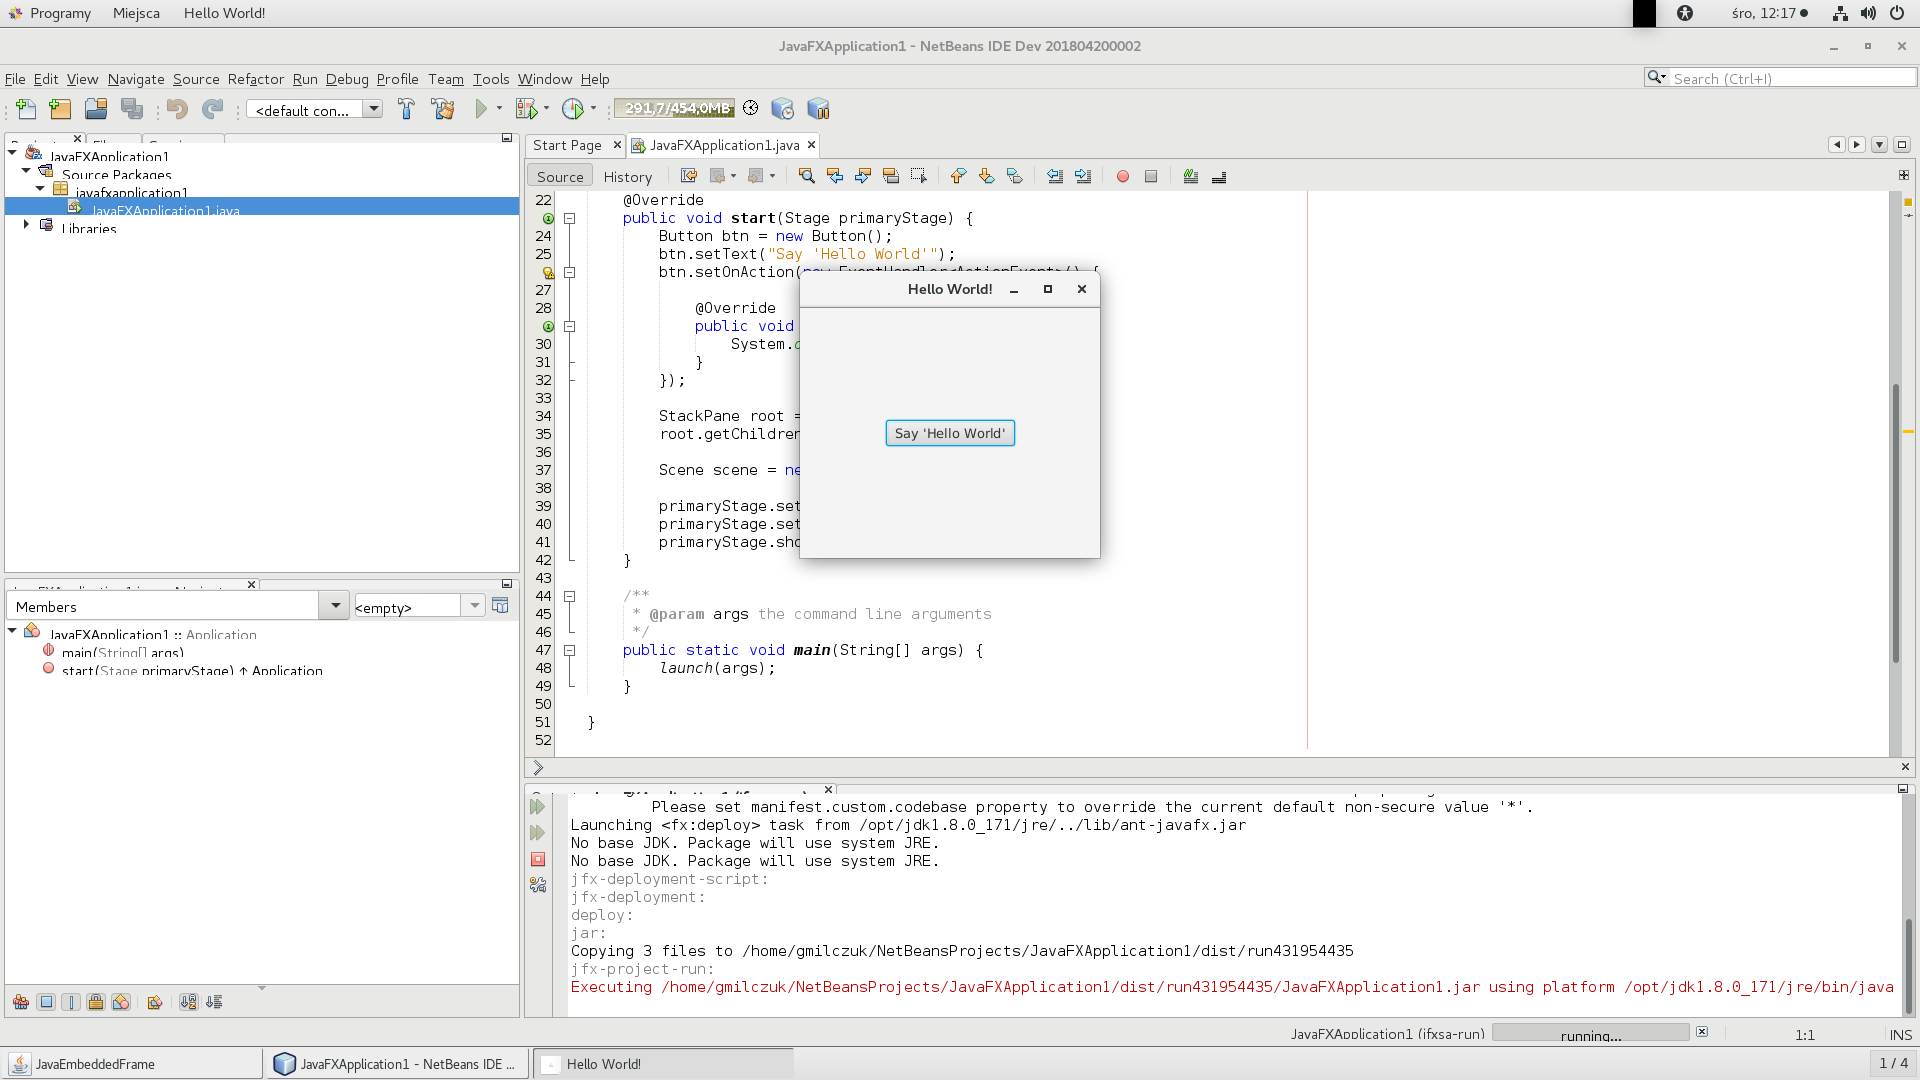 Programy Miejsca Hello World! śro, 12:17
JavaFXApplication1 - NetBeans IDE Dev 201804200002
File Edit View Navigate Source Refactor Run Debug Profile Team Tools Window Help Search (Ctrl+I)
<default con... 291,7/454,0MB
Start Page JavaFXApplication1.java
JavaFXApplication1
Source Packages
javafxapplication1
JavaFXApplication1.java
Libraries
Source History
22 @Override
public void start(Stage primaryStage) {
24 Button btn = new Button();
25 btn.setText("Say 'Hello World'");
btn.setOnAction(new EventHandler<ActionEvent>() {
27
28 @Override
public void
30 System.
31 }
32 });
33
34 StackPane root =
35 root.getChildren
36
37 Scene scene = ne
38
39 primaryStage.set
40 primaryStage.set
41 primaryStage.sho
42 }
43
44 /**
45 * @param args the command line arguments
46 */
47 public static void main(String[] args) {
48 launch(args);
49 }
50
51 }
52
Hello World!
Say 'Hello World'
Members <empty>
JavaFXApplication1 :: Application
main(String[] args)
start(Stage primaryStage) ↑ Application
Please set manifest.custom.codebase property to override the current default non-secure value '*'.
Launching <fx:deploy> task from /opt/jdk1.8.0_171/jre/../lib/ant-javafx.jar
No base JDK. Package will use system JRE.
No base JDK. Package will use system JRE.
jfx-deployment-script:
jfx-deployment:
deploy:
jar:
Copying 3 files to /home/gmilczuk/NetBeansProjects/JavaFXApplication1/dist/run431954435
jfx-project-run:
Executing /home/gmilczuk/NetBeansProjects/JavaFXApplication1/dist/run431954435/JavaFXApplication1.jar using platform /opt/jdk1.8.0_171/jre/bin/java
JavaFXApplication1 (jfxsa-run) running... 1:1 INS
JavaEmbeddedFrame JavaFXApplication1 - NetBeans IDE ... Hello World! 1 / 4